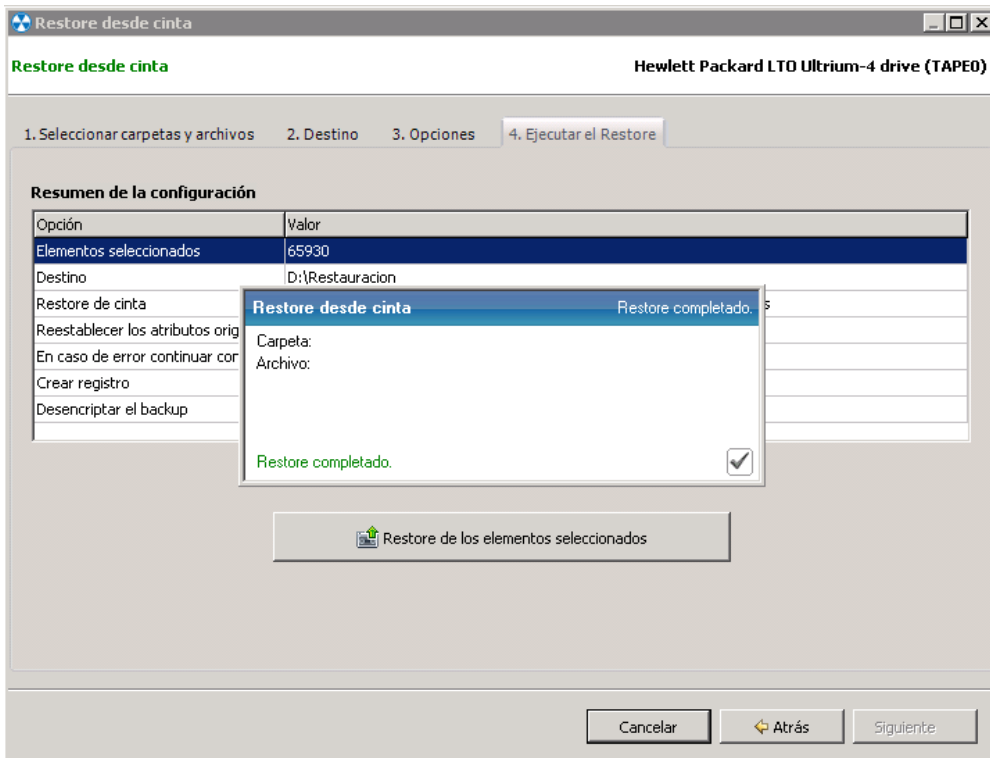 Restore desde cinta
Restore desde cinta Hewlett Packard LTO Ultrium-4 drive (TAPE0)
1. Seleccionar carpetas y archivos 2. Destino 3. Opciones 4. Ejecutar el Restore
Resumen de la configuración
Opción Valor
Elementos seleccionados 65930
Destino D:\Restauracion
Restore de cinta
Reestablecer los atributos orig
En caso de error continuar con
Crear registro
Desencriptar el backup
Restore desde cinta Restore completado.
Carpeta:
Archivo:
Restore completado.
Restore de los elementos seleccionados
Cancelar Atrás Siguiente